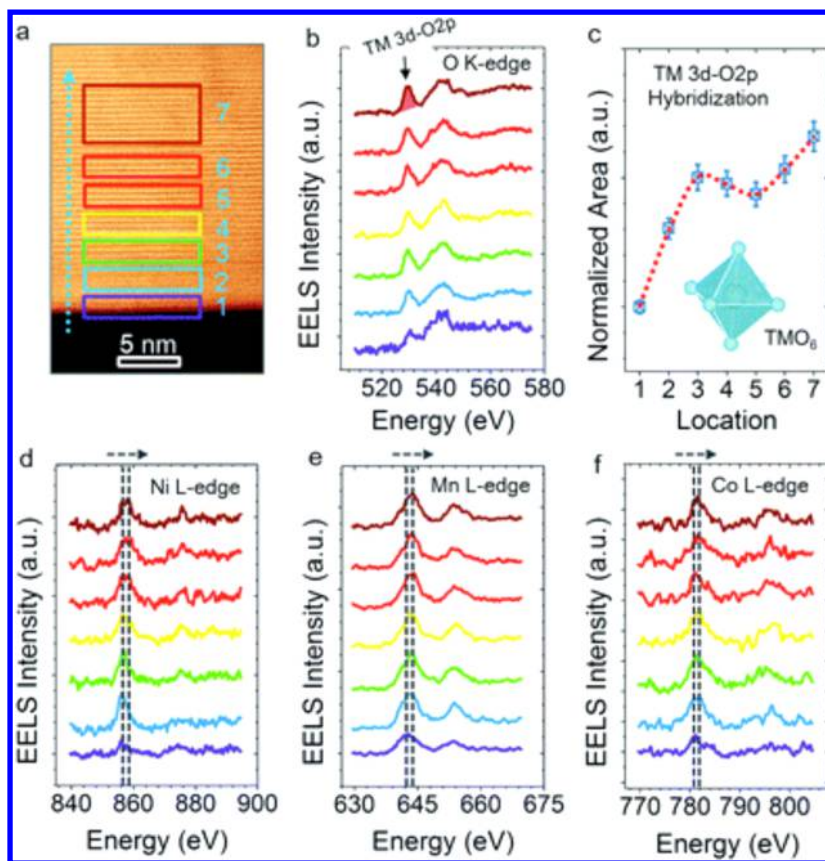 a
7
6
5
4
3
2
1
5 nm
b
TM 3d-O2p
O K-edge
EELS Intensity (a.u.)
520 540 560 575
Energy (eV)
c
TM 3d-O2p
Hybridization
Normalized Area (a.u.)
TMO₆
1 2 3 4 5 6 7
Location
d
Ni L-edge
EELS Intensity (a.u.)
840 860 880 900
Energy (eV)
e
Mn L-edge
EELS Intensity (a.u.)
630 645 660 675
Energy (eV)
f
Co L-edge
EELS Intensity (a.u.)
770 780 790 800
Energy (eV)